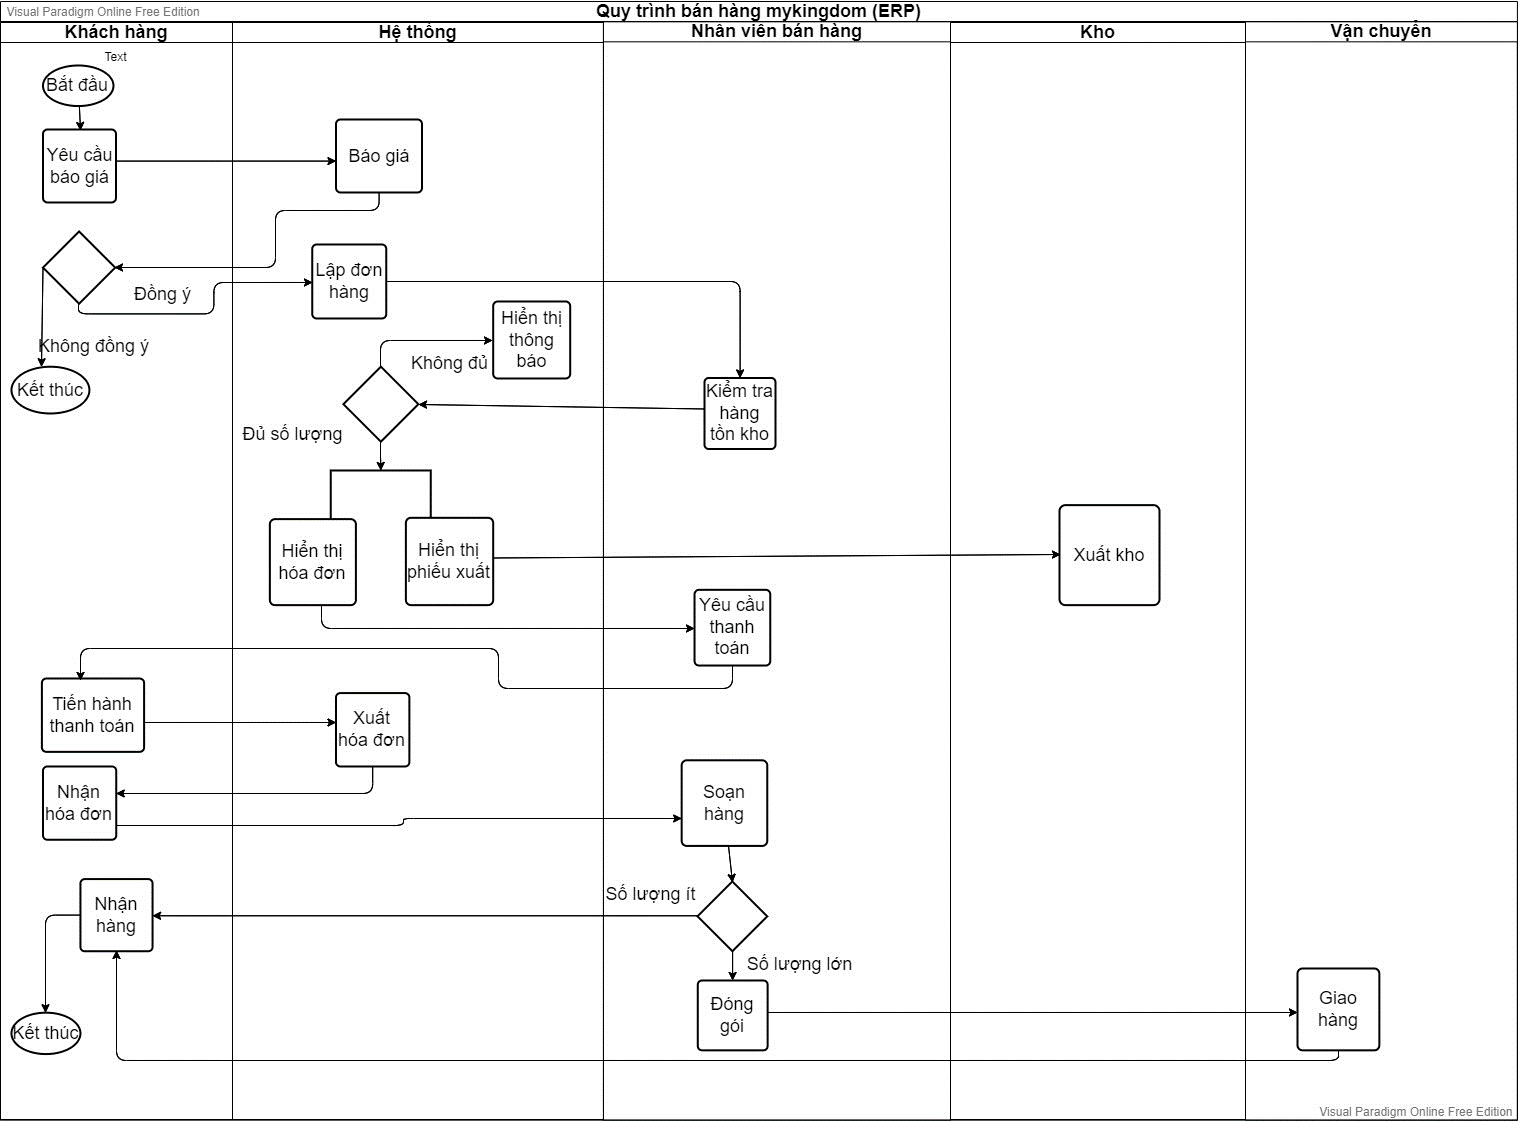 Visual Paradigm Online Free Edition
Quy trình bán hàng mykingdom (ERP)
Khách hàng
Hệ thông
Nhân viên bán hàng
Kho
Vận chuyển
Text
Bắt đầu
Yêu cầu
báo giá
Báo giá
Lập đơn
hàng
Đồng ý
Hiển thị
thông
báo
Không đồng ý
Không đủ
Kết thúc
Kiểm tra
hàng
tồn kho
Đủ số lượng
Hiển thị
hóa đơn
Hiển thị
phiếu xuất
Xuất kho
Yêu cầu
thanh
toán
Tiến hành
thanh toán
Xuất
hóa đơn
Nhận
hóa đơn
Soạn
hàng
Số lượng ít
Nhận
hàng
Số lượng lớn
Đóng
gói
Giao
hàng
Kết thúc
Visual Paradigm Online Free Edition